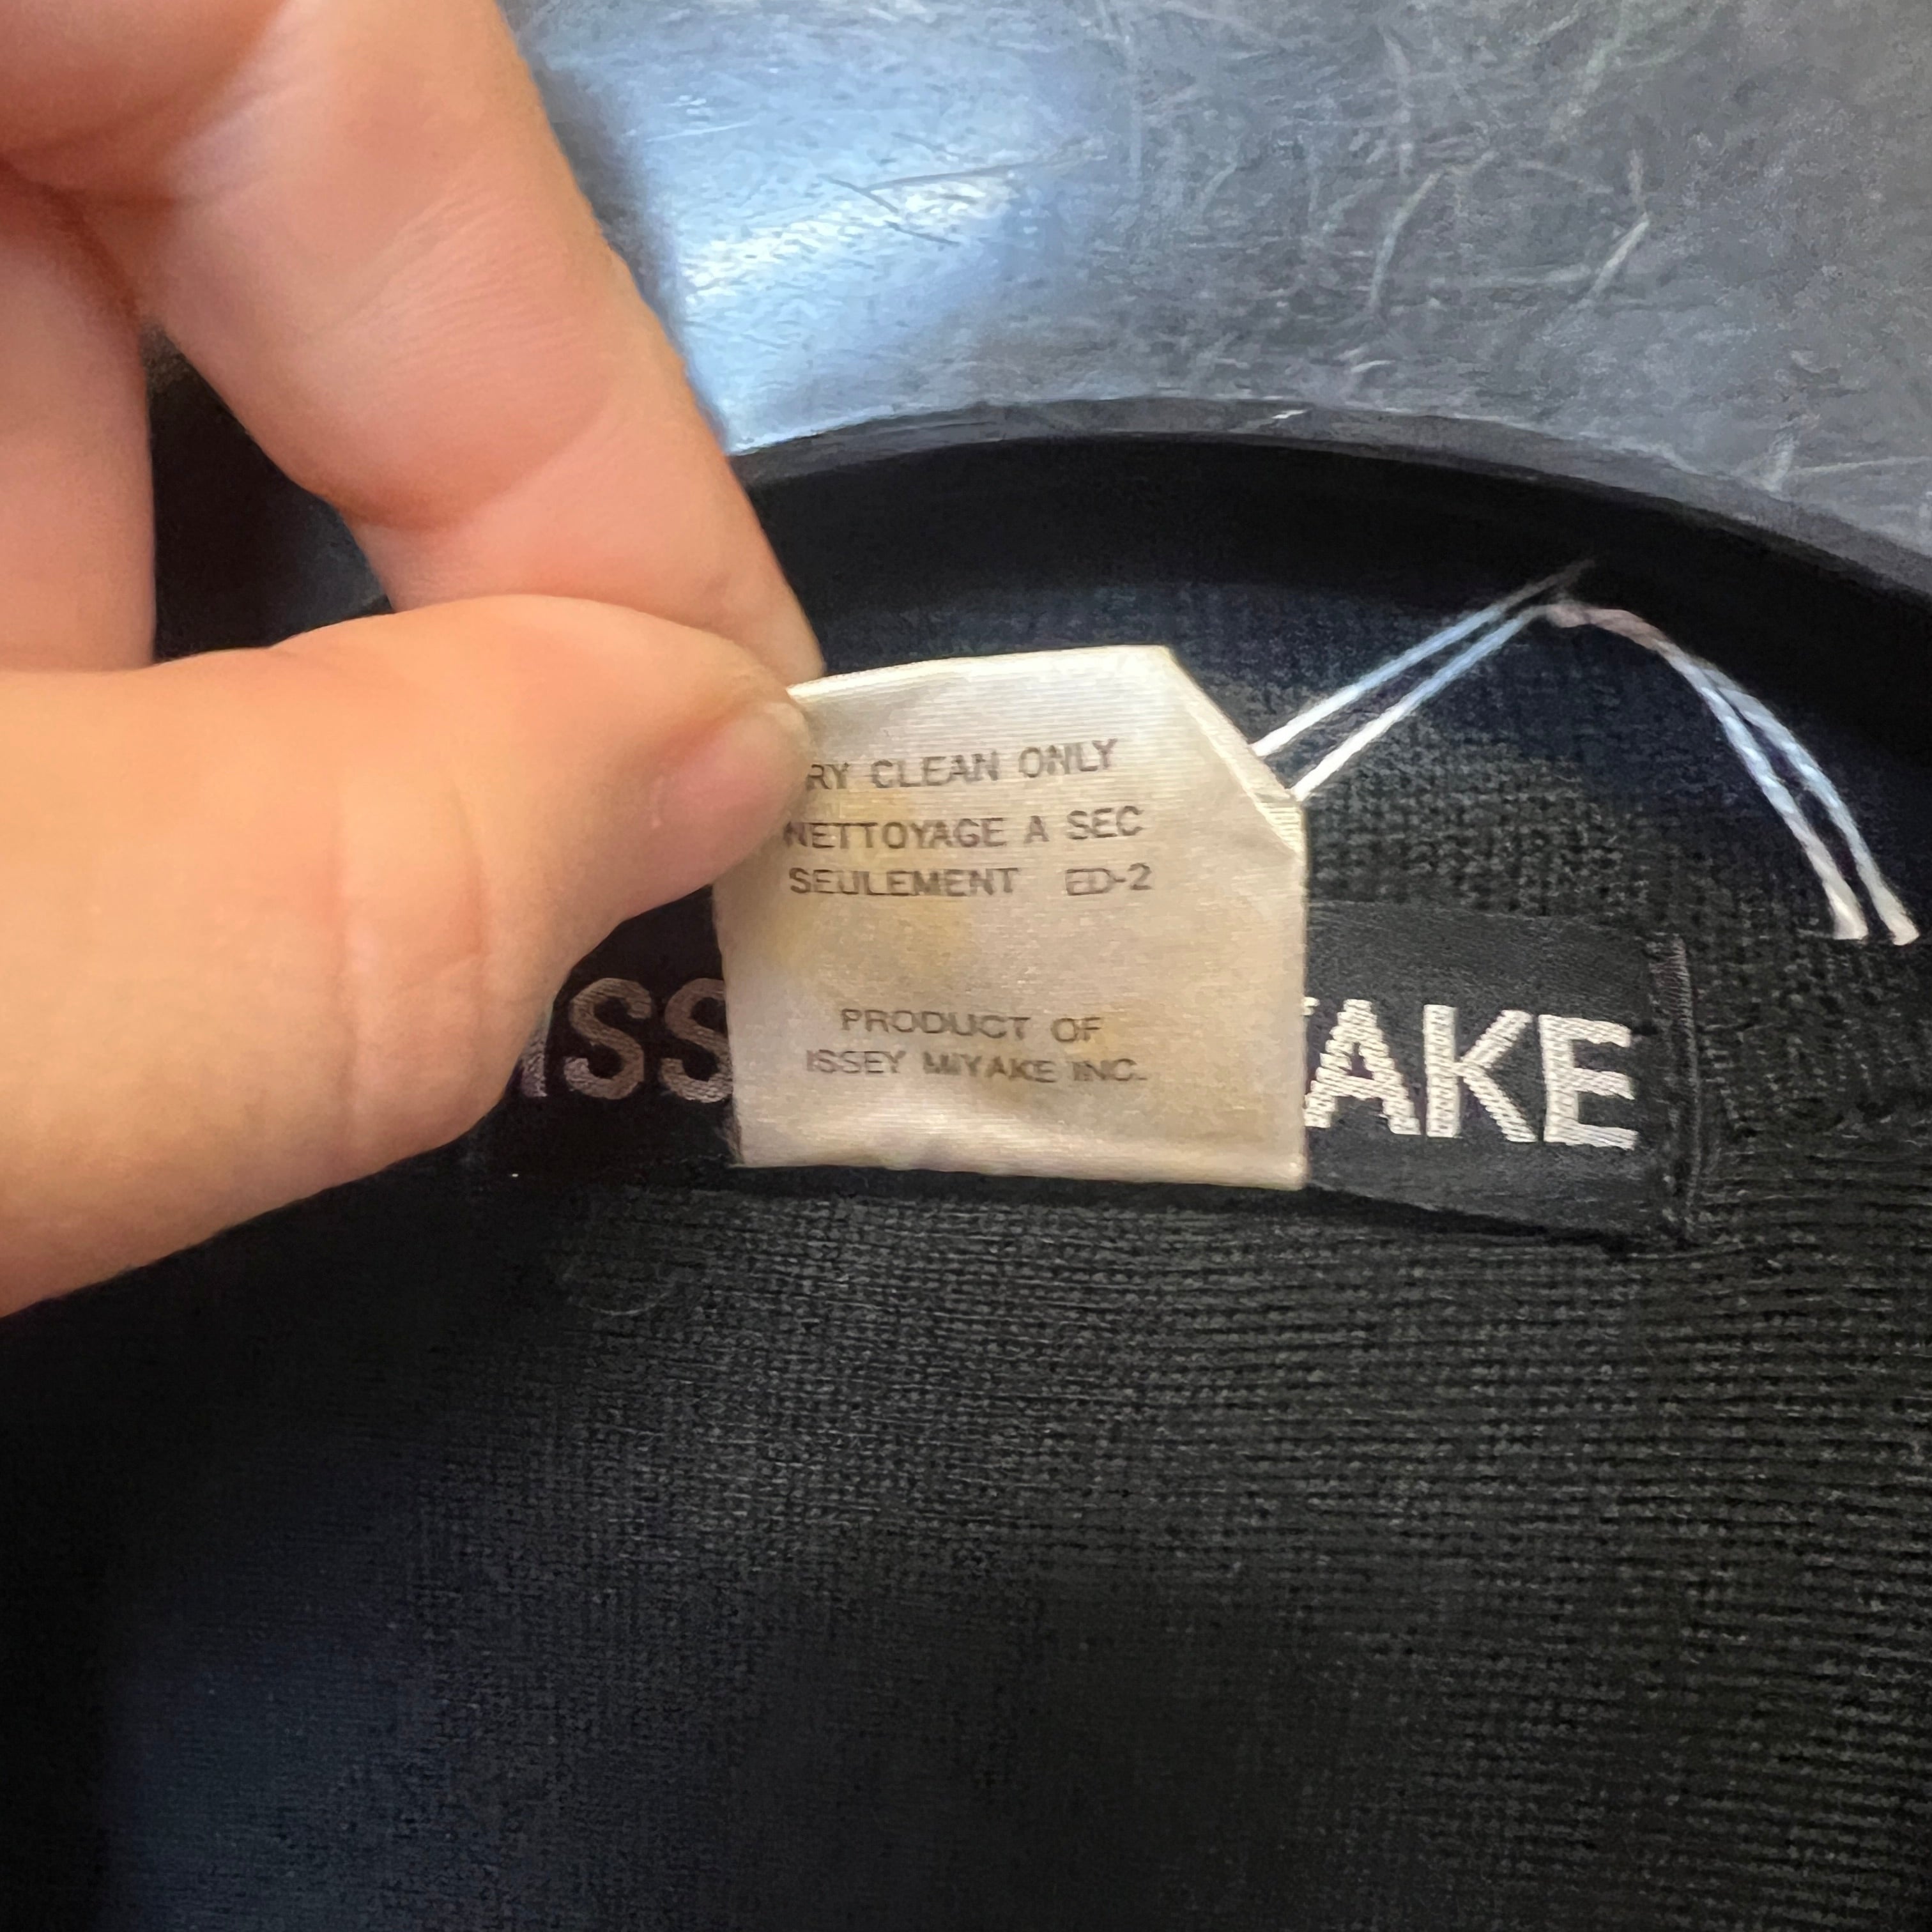 RY CLEAN ONLY
NETTOYAGE A SEC
SEULEMENT ED-2
PRODUCT OF
ISSEY MIYAKE INC.
ISS AKE